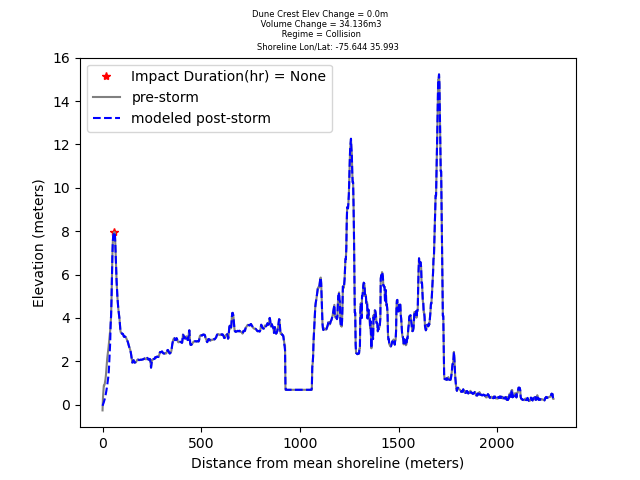 Dune Crest Elev Change = 0.0m
Volume Change = 34.136m
Regime = Collision
Shoreline Lon/Lat: -75.644 35.993
16
14
12
10
8
6
4
2
0
Elevation (meters)
Impact Duration(hr) = None
pre-storm
modeled post-storm
0
500
1000
1500
2000
Distance from mean shoreline (meters)